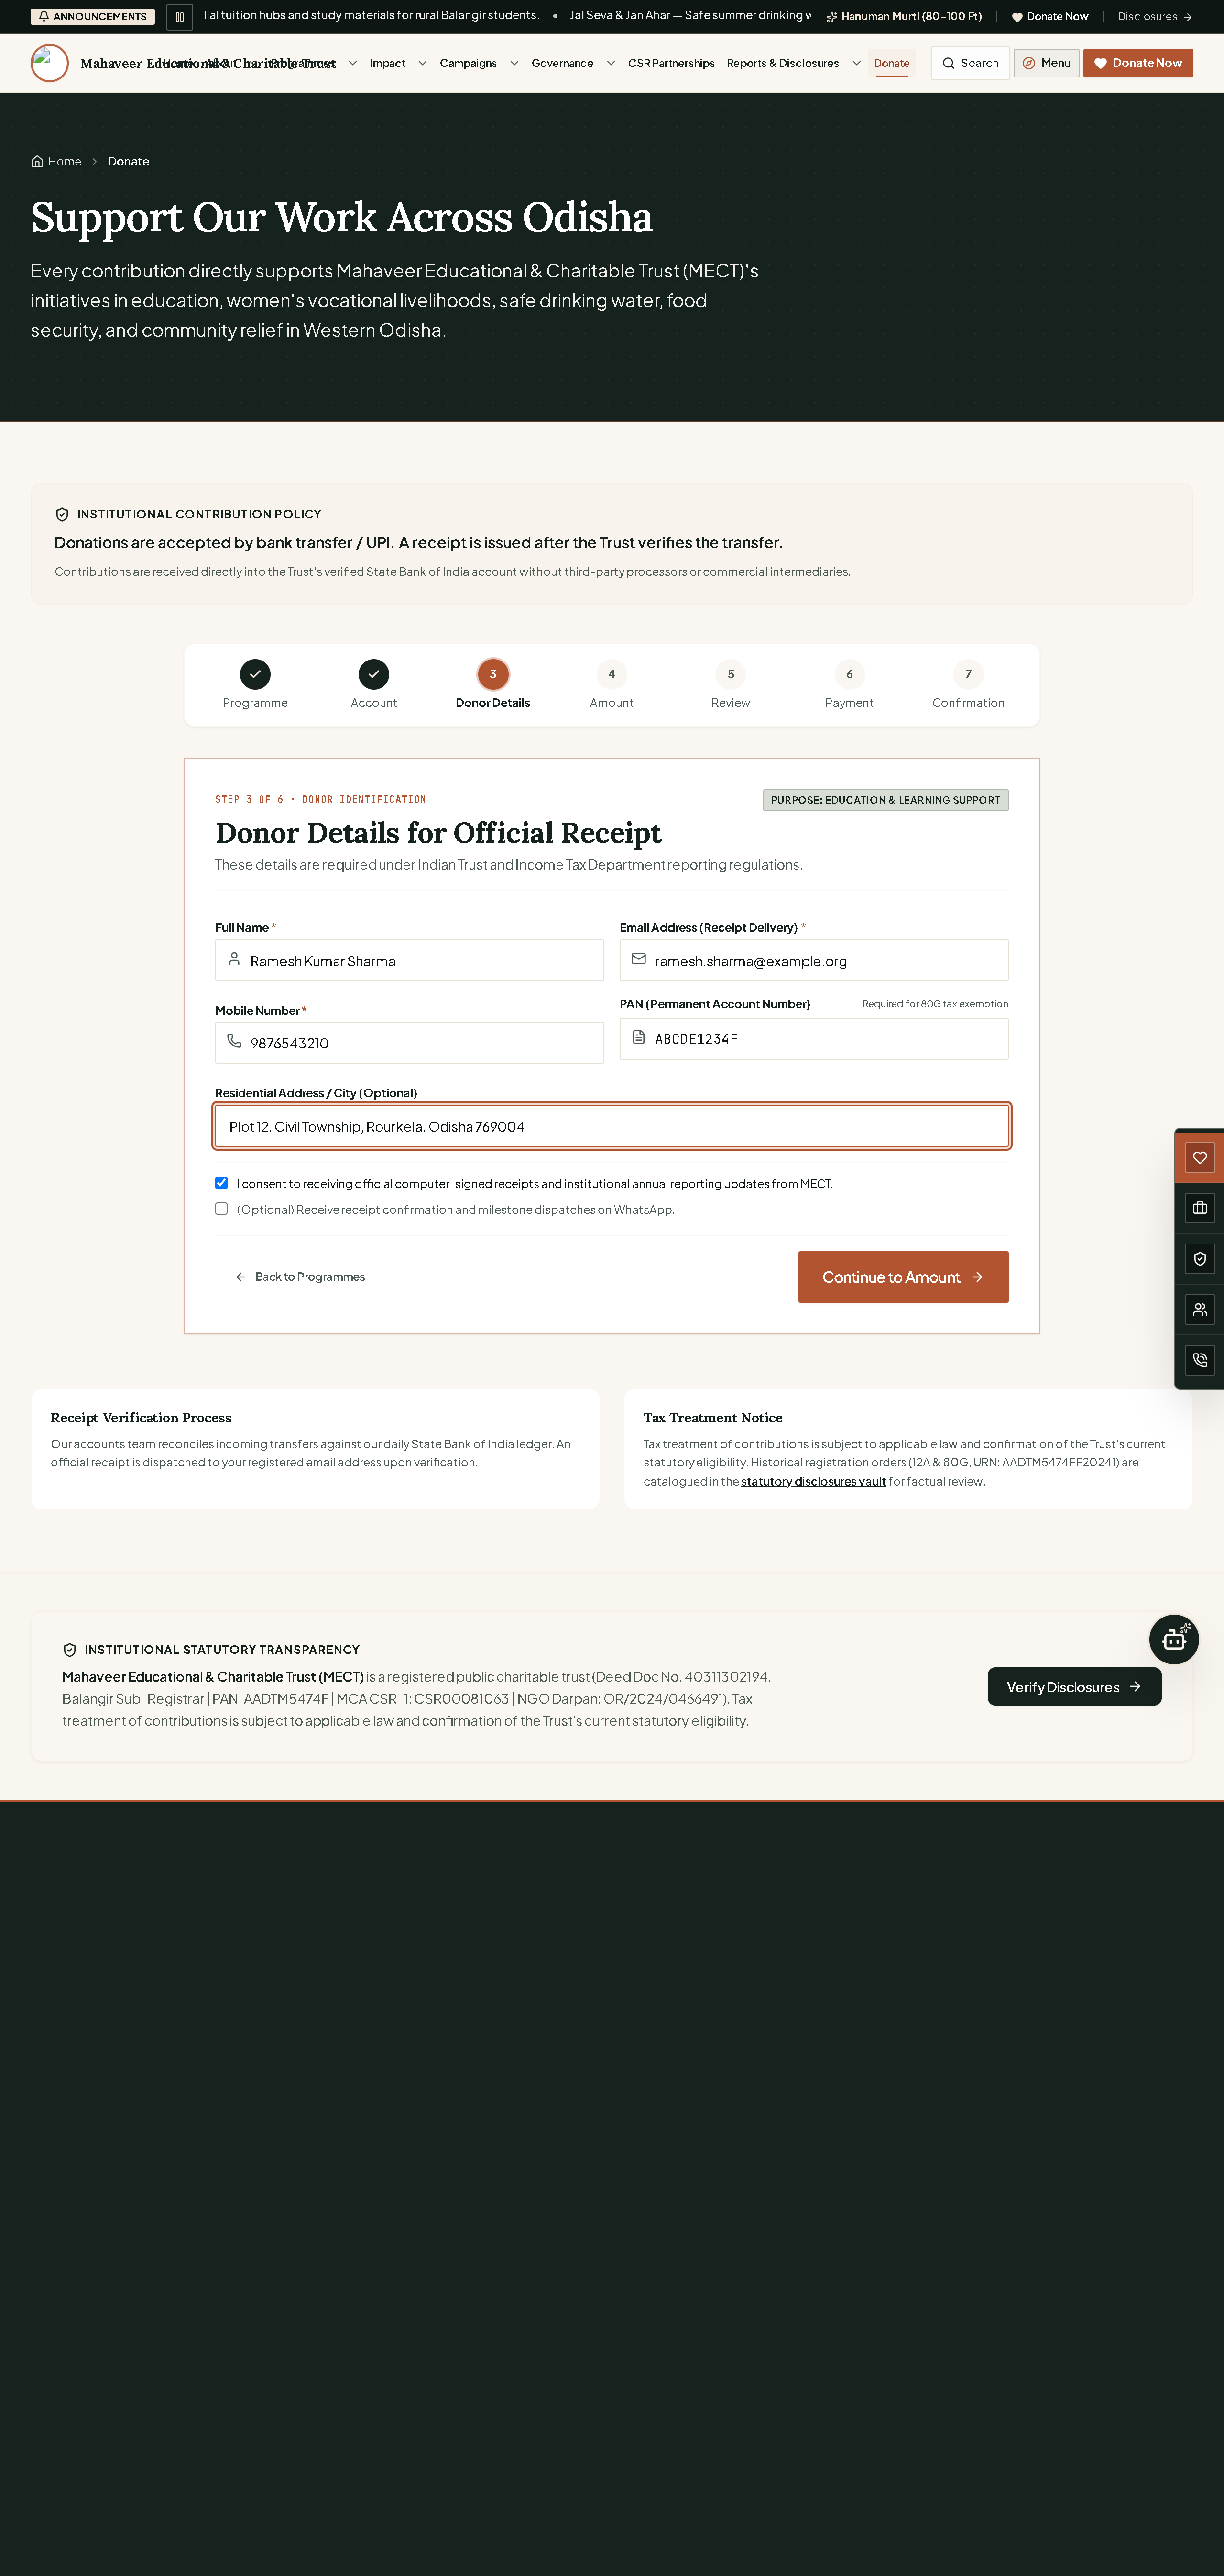 ANNOUNCEMENTS
lial tuition hubs and study materials for rural Balangir students. • Jal Seva & Jan Ahar — Safe summer drinking w
Hanuman Murti (80–100 Ft)
Donate Now
Disclosures →
Mahaveer Educational & Charitable Trust
Home
About
Programmes
Impact
Campaigns
Governance
CSR Partnerships
Reports & Disclosures
Donate
Search
Menu
Donate Now
Home > Donate
Support Our Work Across Odisha
Every contribution directly supports Mahaveer Educational & Charitable Trust (MECT)'s
initiatives in education, women's vocational livelihoods, safe drinking water, food
security, and community relief in Western Odisha.
INSTITUTIONAL CONTRIBUTION POLICY
Donations are accepted by bank transfer / UPI. A receipt is issued after the Trust verifies the transfer.
Contributions are received directly into the Trust's verified State Bank of India account without third-party processors or commercial intermediaries.
3
4
5
6
7
Programme
Account
Donor Details
Amount
Review
Payment
Confirmation
STEP 3 OF 6 • DONOR IDENTIFICATION
PURPOSE: EDUCATION & LEARNING SUPPORT
Donor Details for Official Receipt
These details are required under Indian Trust and Income Tax Department reporting regulations.
Full Name *
Ramesh Kumar Sharma
Email Address (Receipt Delivery) *
ramesh.sharma@example.org
Mobile Number *
9876543210
PAN (Permanent Account Number)
Required for 80G tax exemption
ABCDE1234F
Residential Address / City (Optional)
Plot 12, Civil Township, Rourkela, Odisha 769004
I consent to receiving official computer-signed receipts and institutional annual reporting updates from MECT.
(Optional) Receive receipt confirmation and milestone dispatches on WhatsApp.
← Back to Programmes
Continue to Amount →
Receipt Verification Process
Our accounts team reconciles incoming transfers against our daily State Bank of India ledger. An
official receipt is dispatched to your registered email address upon verification.
Tax Treatment Notice
Tax treatment of contributions is subject to applicable law and confirmation of the Trust's current
statutory eligibility. Historical registration orders (12A & 80G, URN: AADTM5474FF20241) are
catalogued in the statutory disclosures vault for factual review.
INSTITUTIONAL STATUTORY TRANSPARENCY
Mahaveer Educational & Charitable Trust (MECT) is a registered public charitable trust (Deed Doc No. 40311302194,
Balangir Sub-Registrar | PAN: AADTM5474F | MCA CSR-1: CSR00081063 | NGO Darpan: OR/2024/0466491). Tax
treatment of contributions is subject to applicable law and confirmation of the Trust's current statutory eligibility.
Verify Disclosures →